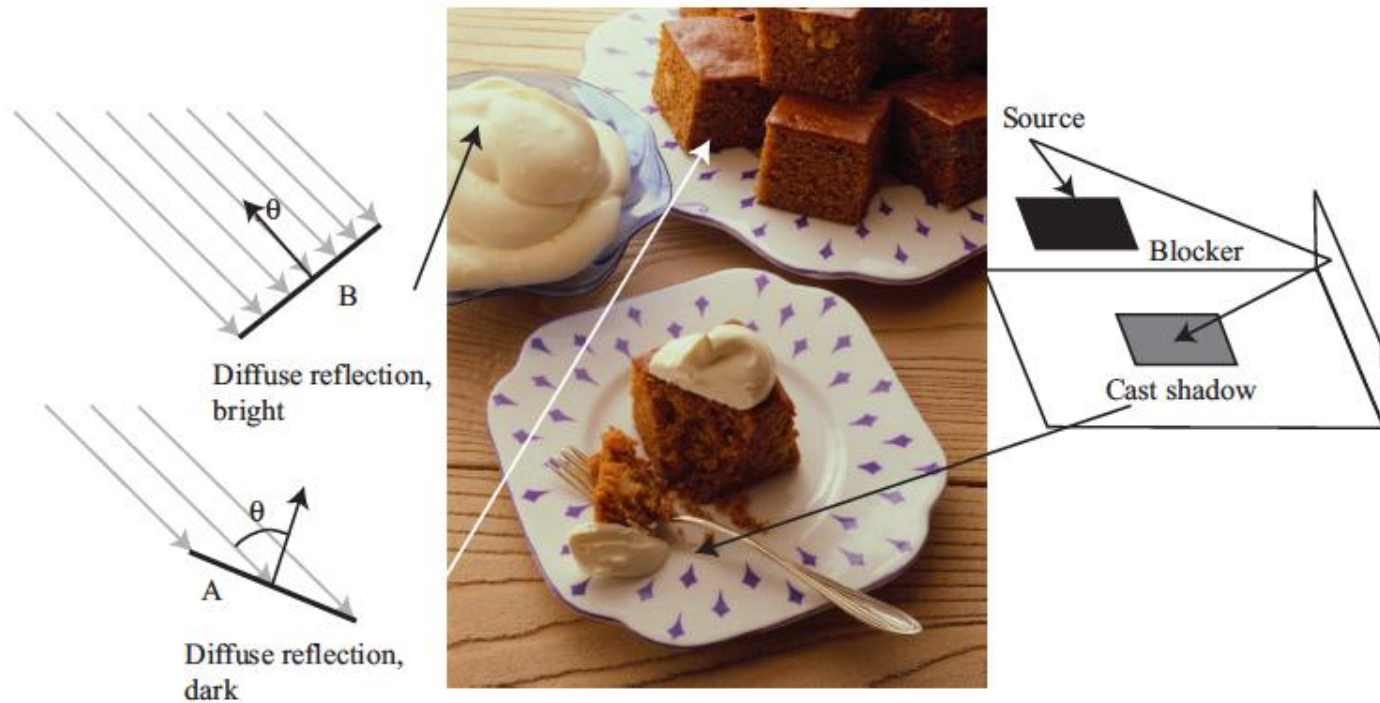 θ
B
Diffuse reflection,
bright
θ
A
Diffuse reflection,
dark
Source
Blocker
Cast shadow